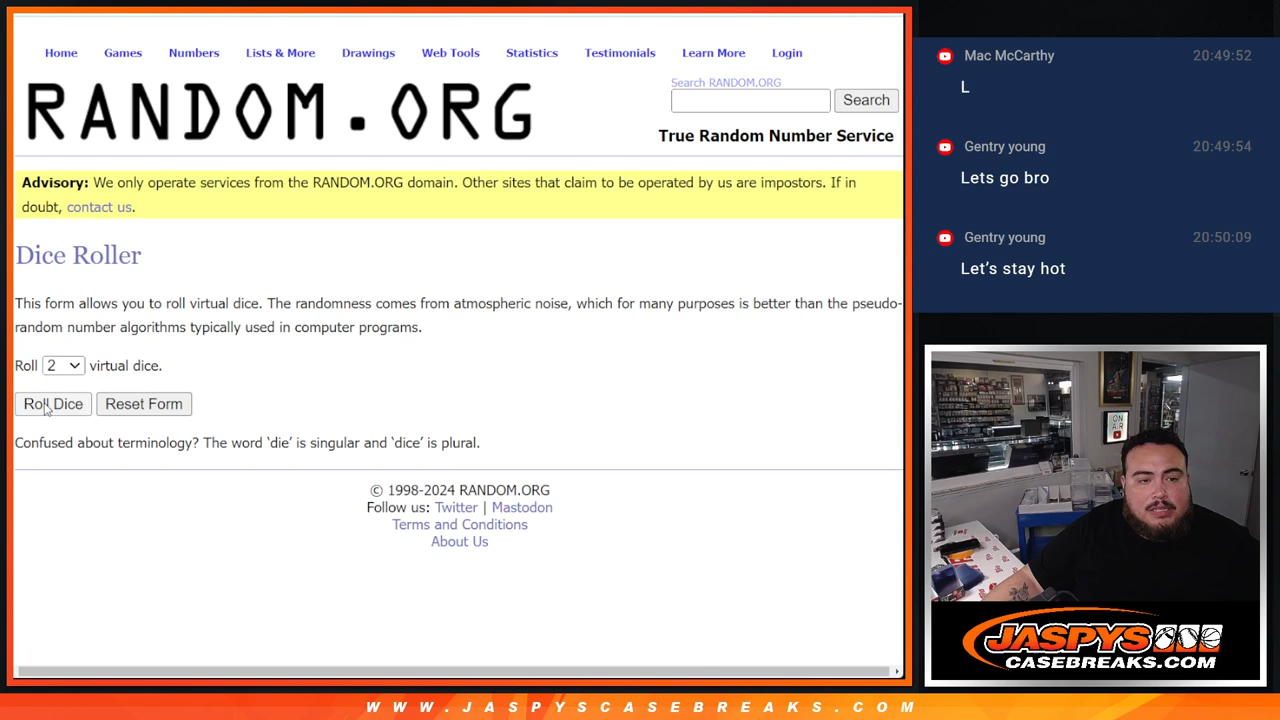 Home Games Numbers Lists & More Drawings Web Tools Statistics Testimonials Learn More Login
Search RANDOM.ORG
RANDOM.ORG
Search
True Random Number Service
Advisory: We only operate services from the RANDOM.ORG domain. Other sites that claim to be operated by us are impostors. If in
doubt, contact us.
Dice Roller
This form allows you to roll virtual dice. The randomness comes from atmospheric noise, which for many purposes is better than the pseudo-
random number algorithms typically used in computer programs.
Roll 2 virtual dice.
Roll Dice Reset Form
Confused about terminology? The word ‘die’ is singular and ‘dice’ is plural.
© 1998-2024 RANDOM.ORG
Follow us: Twitter | Mastodon
Terms and Conditions
About Us
Mac McCarthy 20:49:52
L
Gentry young 20:49:54
Lets go bro
Gentry young 20:50:09
Let’s stay hot
ON
AIR
JASPYS
CASEBREAKS.COM
WWW.JASPYSCASEBREAKS.COM